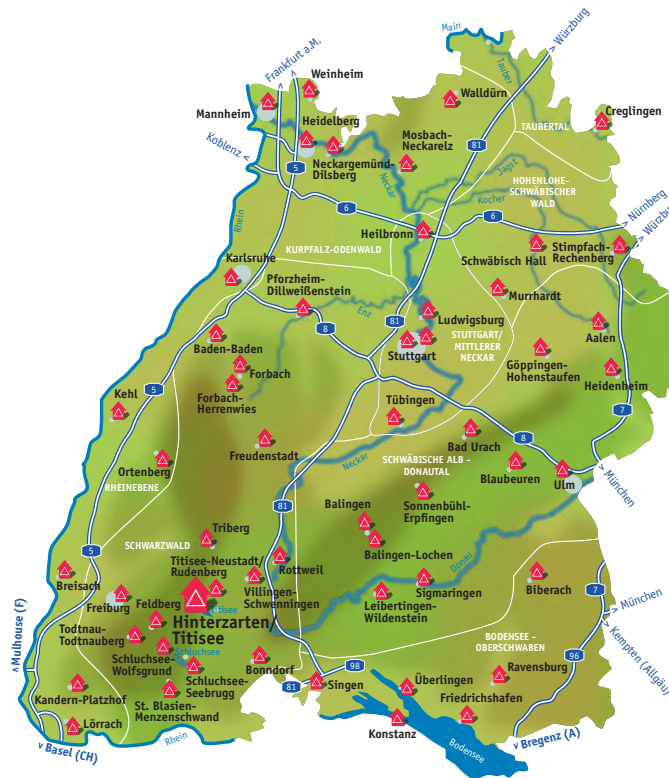 Main
> Würzburg
Frankfurt a.M.
<
<
Weinheim
Tauber
Walldürn
Mannheim
Creglingen
Heidelberg
TAUBERTAL
Koblenz <
5
Mosbach-
Neckarelz
81
Neckargemünd-
Dilsberg
Jagst
Neckar
HOHENLOHE-
SCHWÄBISCHER
WALD
Kocher
> Nürnberg
> Würzburg
Rhein
6
6
Heilbronn
KURPFALZ-ODENWALD
Stimpfach-
Rechenberg
Schwäbisch Hall
Karlsruhe
Pforzheim-
Dillweißenstein
Murrhardt
Enz
81
Ludwigsburg
8
STUTTGART/
MITTLERER
NECKAR
Aalen
Baden-Baden
Stuttgart
Göppingen-
Hohenstaufen
Forbach
Heidenheim
Forbach-
Herrenwies
5
Kehl
Tübingen
7
Freudenstadt
Bad Urach
8
Neckar
SCHWÄBISCHE ALB -
DONAUTAL
Ortenberg
Blaubeuren
Ulm
> München
RHEINEBENE
81
Sonnenbühl-
Erpfingen
Balingen
Triberg
SCHWARZWALD
Balingen-Lochen
5
Titisee-Neustadt/
Rudenberg
Rottweil
Donau
Breisach
Villingen-
Schwenningen
Sigmaringen
Biberach
7
Freiburg
Feldberg
Titisee
Leibertingen-
Wildenstein
> München
Hinterzarten/
Titisee
> Kempten (Allgäu)
Todtnau-
Todtnauberg
Schluchsee
BODENSEE -
OBERSCHWABEN
96
< Mulhouse (F)
Schluchsee-
Wolfsgrund
Bonndorf
98
Ravensburg
Schluchsee-
Seebrugg
81
Singen
Überlingen
Kandern-Platzhof
St. Blasien-
Menzenschwand
Friedrichshafen
Lörrach
Konstanz
Rhein
Bodensee
v Basel (CH)
v Bregenz (A)